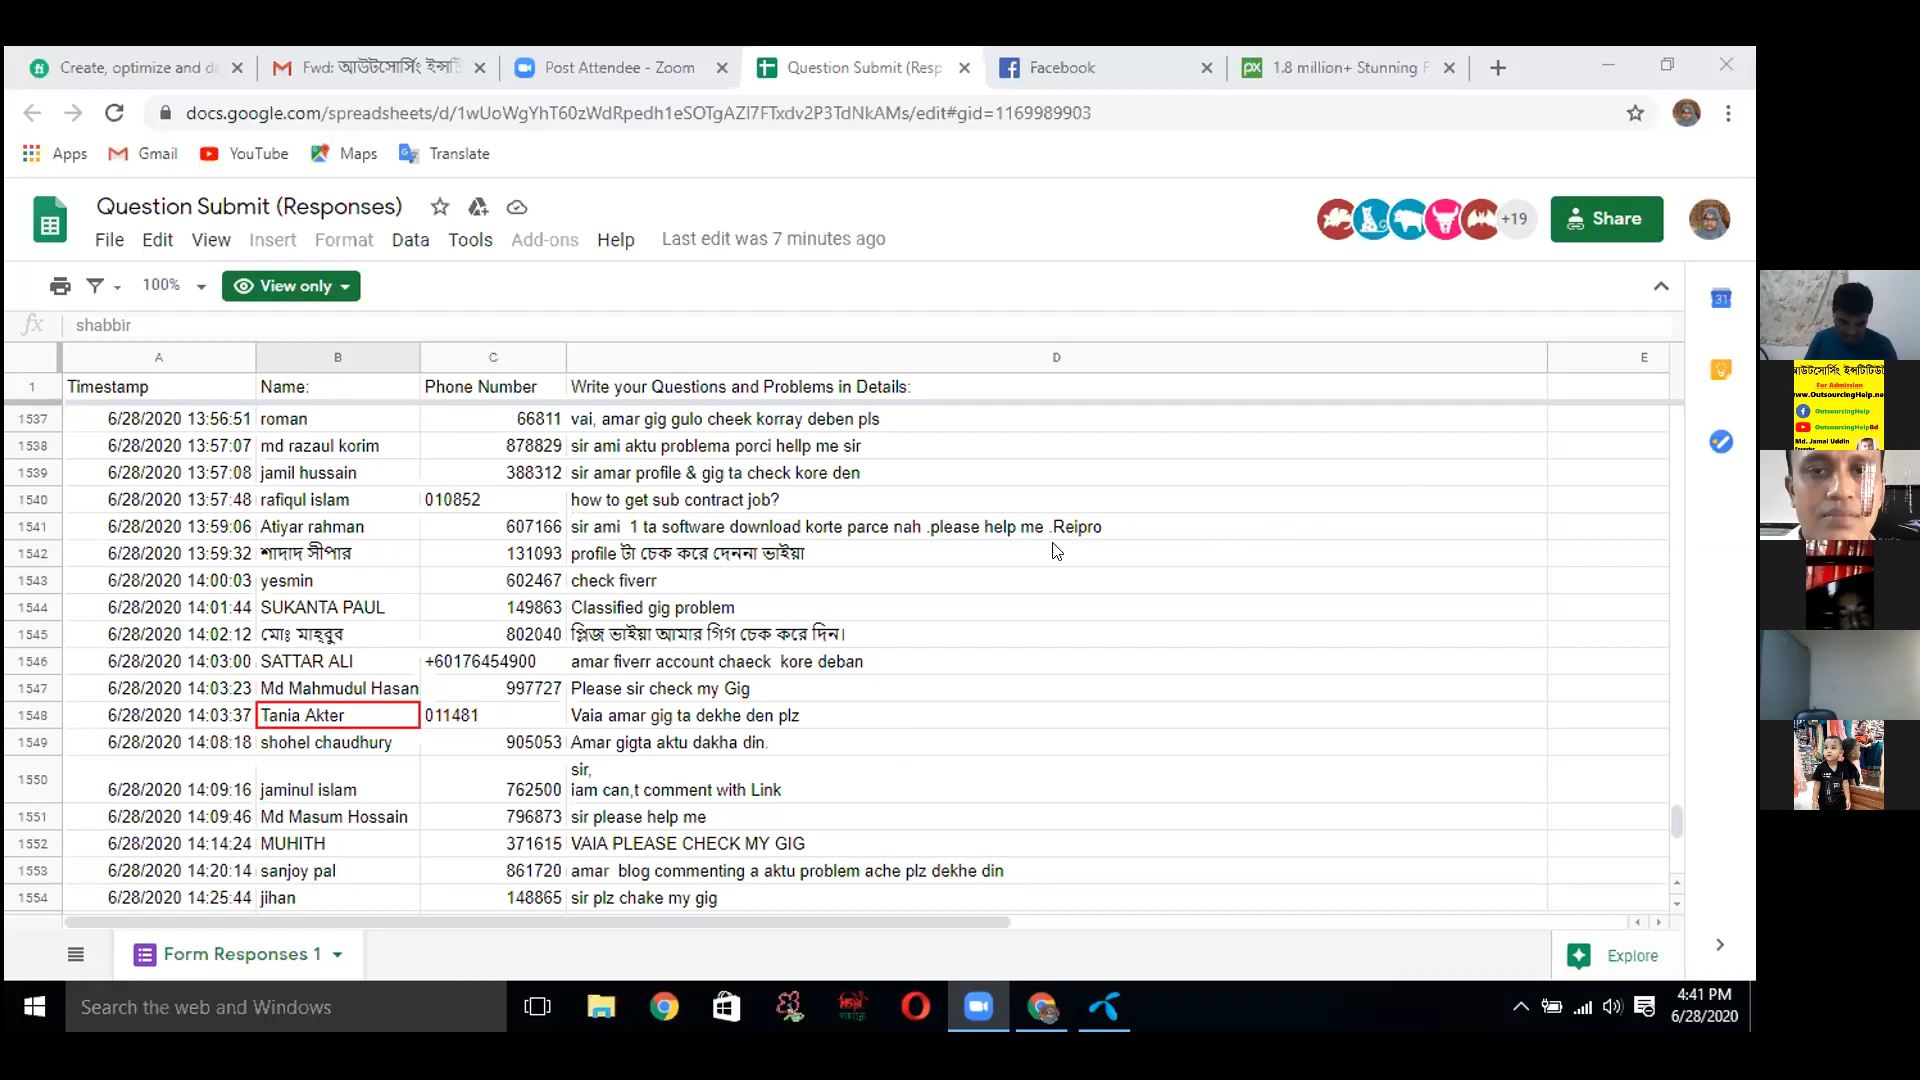 Create, optimize and de
Fwd: আউটসোর্সিং ইন্সটি
Post Attendee - Zoom
Question Submit (Resp
Facebook
1.8 million+ Stunning F
docs.google.com/spreadsheets/d/1wUoWgYhT60zWdRpedh1eSOTgAZI7FTxdv2P3TdNkAMs/edit#gid=1169989903
Apps Gmail YouTube Maps Translate
Question Submit (Responses)
+19
Share
File Edit View Insert Format Data Tools Add-ons Help Last edit was 7 minutes ago
100% View only
31
fx shabbir
A B C D E
1 Timestamp Name: Phone Number Write your Questions and Problems in Details:
1537 6/28/2020 13:56:51 roman 66811 vai, amar gig gulo cheek korray deben pls
1538 6/28/2020 13:57:07 md razaul korim 878829 sir ami aktu problema porci hellp me sir
1539 6/28/2020 13:57:08 jamil hussain 388312 sir amar profile & gig ta check kore den
1540 6/28/2020 13:57:48 rafiqul islam 010852 how to get sub contract job?
1541 6/28/2020 13:59:06 Atiyar rahman 607166 sir ami 1 ta software download korte parce nah .please help me .Reipro
1542 6/28/2020 13:59:32 শাদাদ সীপার 131093 profile টা চেক করে দেননা ভাইয়া
1543 6/28/2020 14:00:03 yesmin 602467 check fiverr
1544 6/28/2020 14:01:44 SUKANTA PAUL 149863 Classified gig problem
1545 6/28/2020 14:02:12 মোঃ মাহ্বুব 802040 প্লিজ ভাইয়া আমার গিগ চেক করে দিন।
1546 6/28/2020 14:03:00 SATTAR ALI +60176454900 amar fiverr account chaeck kore deban
1547 6/28/2020 14:03:23 Md Mahmudul Hasan 997727 Please sir check my Gig
1548 6/28/2020 14:03:37 Tania Akter 011481 Vaia amar gig ta dekhe den plz
1549 6/28/2020 14:08:18 shohel chaudhury 905053 Amar gigta aktu dakha din.
sir,
1550 6/28/2020 14:09:16 jaminul islam 762500 iam can,t comment with Link
1551 6/28/2020 14:09:46 Md Masum Hossain 796873 sir please help me
1552 6/28/2020 14:14:24 MUHITH 371615 VAIA PLEASE CHECK MY GIG
1553 6/28/2020 14:20:14 sanjoy pal 861720 amar blog commenting a aktu problem ache plz dekhe din
1554 6/28/2020 14:25:44 jihan 148865 sir plz chake my gig
Form Responses 1
Explore
Search the web and Windows
4:41 PM
6/28/2020
আউটসোর্সিং ইন্সটিটিউট
For Admission
www.OutsourcingHelp.ne
OutsourcingHelp
OutsourcingHelpBd
Md. Jamal Uddin